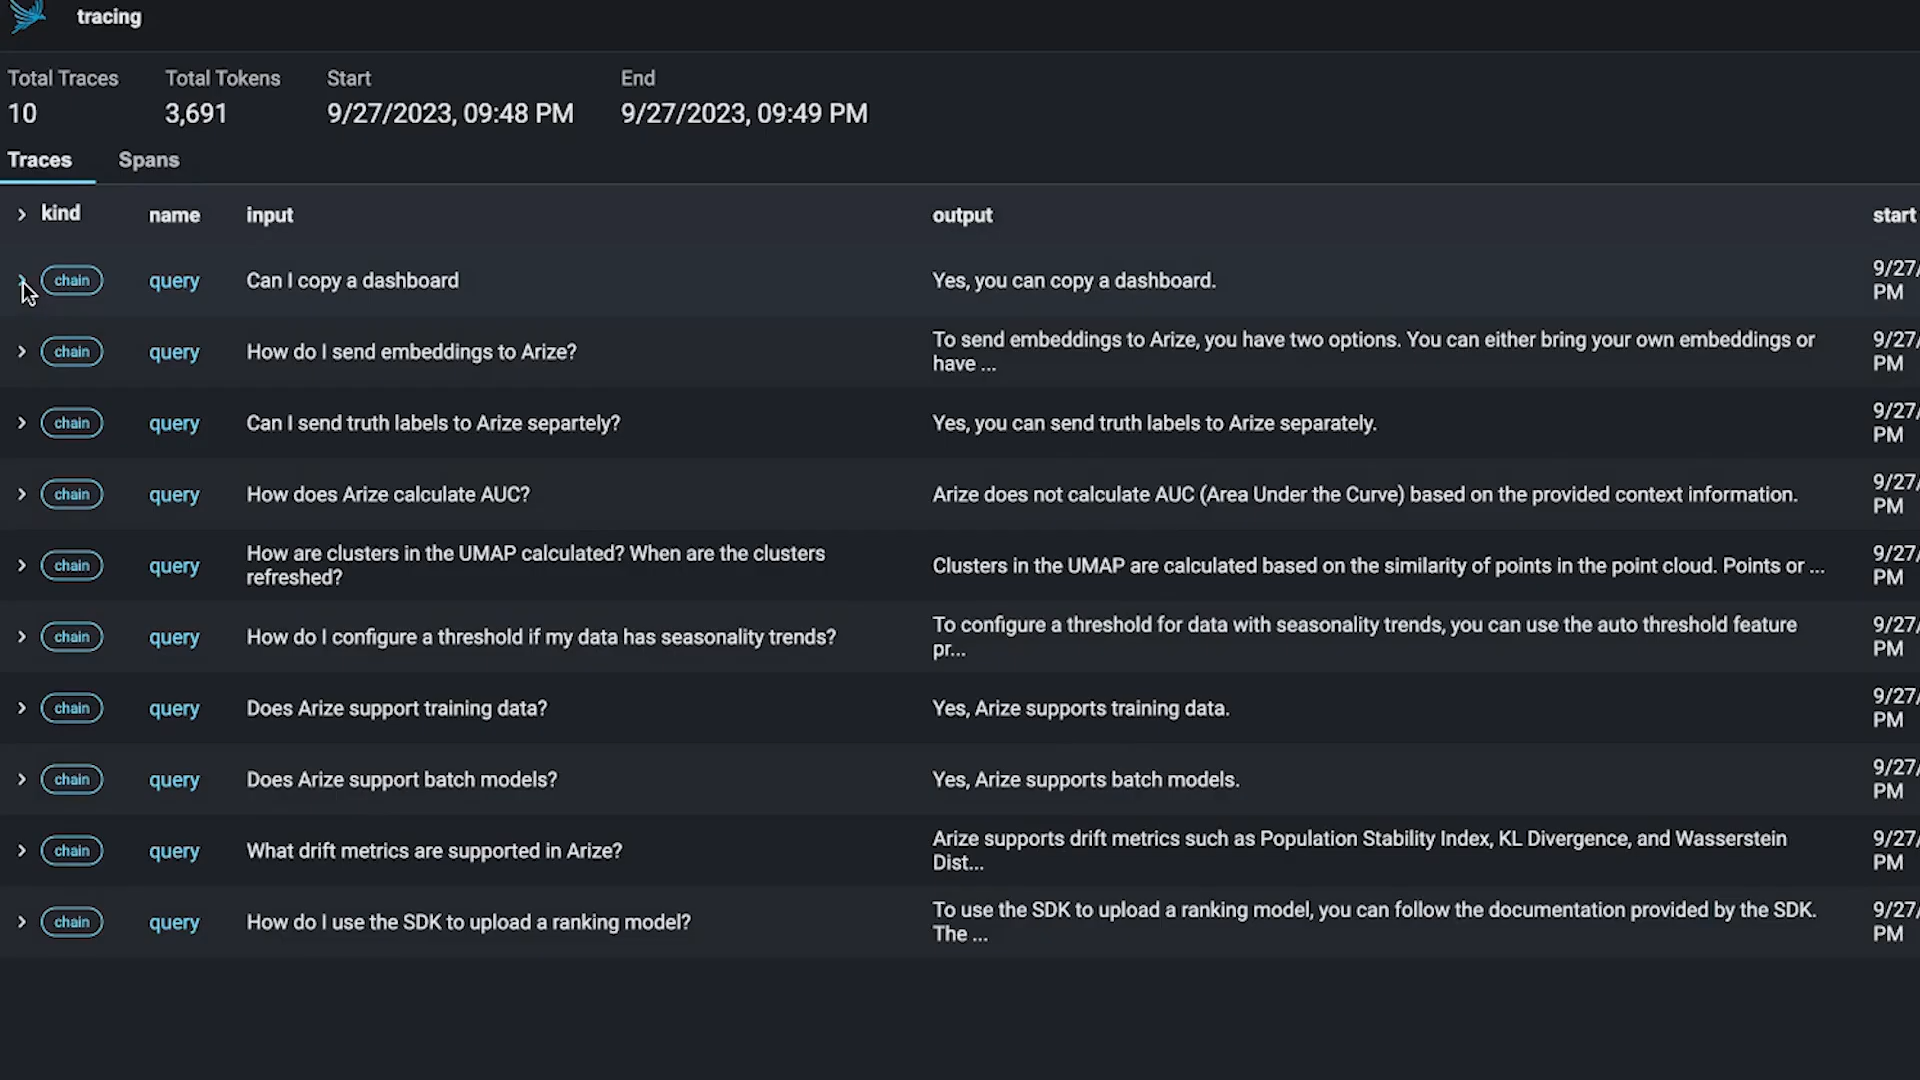 tracing
Total Traces Total Tokens Start End
10 3,691 9/27/2023, 09:48 PM 9/27/2023, 09:49 PM
Traces Spans
kind name input output start
chain query Can I copy a dashboard Yes, you can copy a dashboard. 9/27/
PM
chain query How do I send embeddings to Arize? To send embeddings to Arize, you have two options. You can either bring your own embeddings or 9/27/
have ... PM
chain query Can I send truth labels to Arize separtely? Yes, you can send truth labels to Arize separately. 9/27/
PM
chain query How does Arize calculate AUC? Arize does not calculate AUC (Area Under the Curve) based on the provided context information. 9/27/
PM
chain query How are clusters in the UMAP calculated? When are the clusters Clusters in the UMAP are calculated based on the similarity of points in the point cloud. Points or ... 9/27/
refreshed? PM
chain query How do I configure a threshold if my data has seasonality trends? To configure a threshold for data with seasonality trends, you can use the auto threshold feature 9/27/
pr... PM
chain query Does Arize support training data? Yes, Arize supports training data. 9/27/
PM
chain query Does Arize support batch models? Yes, Arize supports batch models. 9/27/
PM
chain query What drift metrics are supported in Arize? Arize supports drift metrics such as Population Stability Index, KL Divergence, and Wasserstein 9/27/
Dist... PM
chain query How do I use the SDK to upload a ranking model? To use the SDK to upload a ranking model, you can follow the documentation provided by the SDK. 9/27/
The ... PM